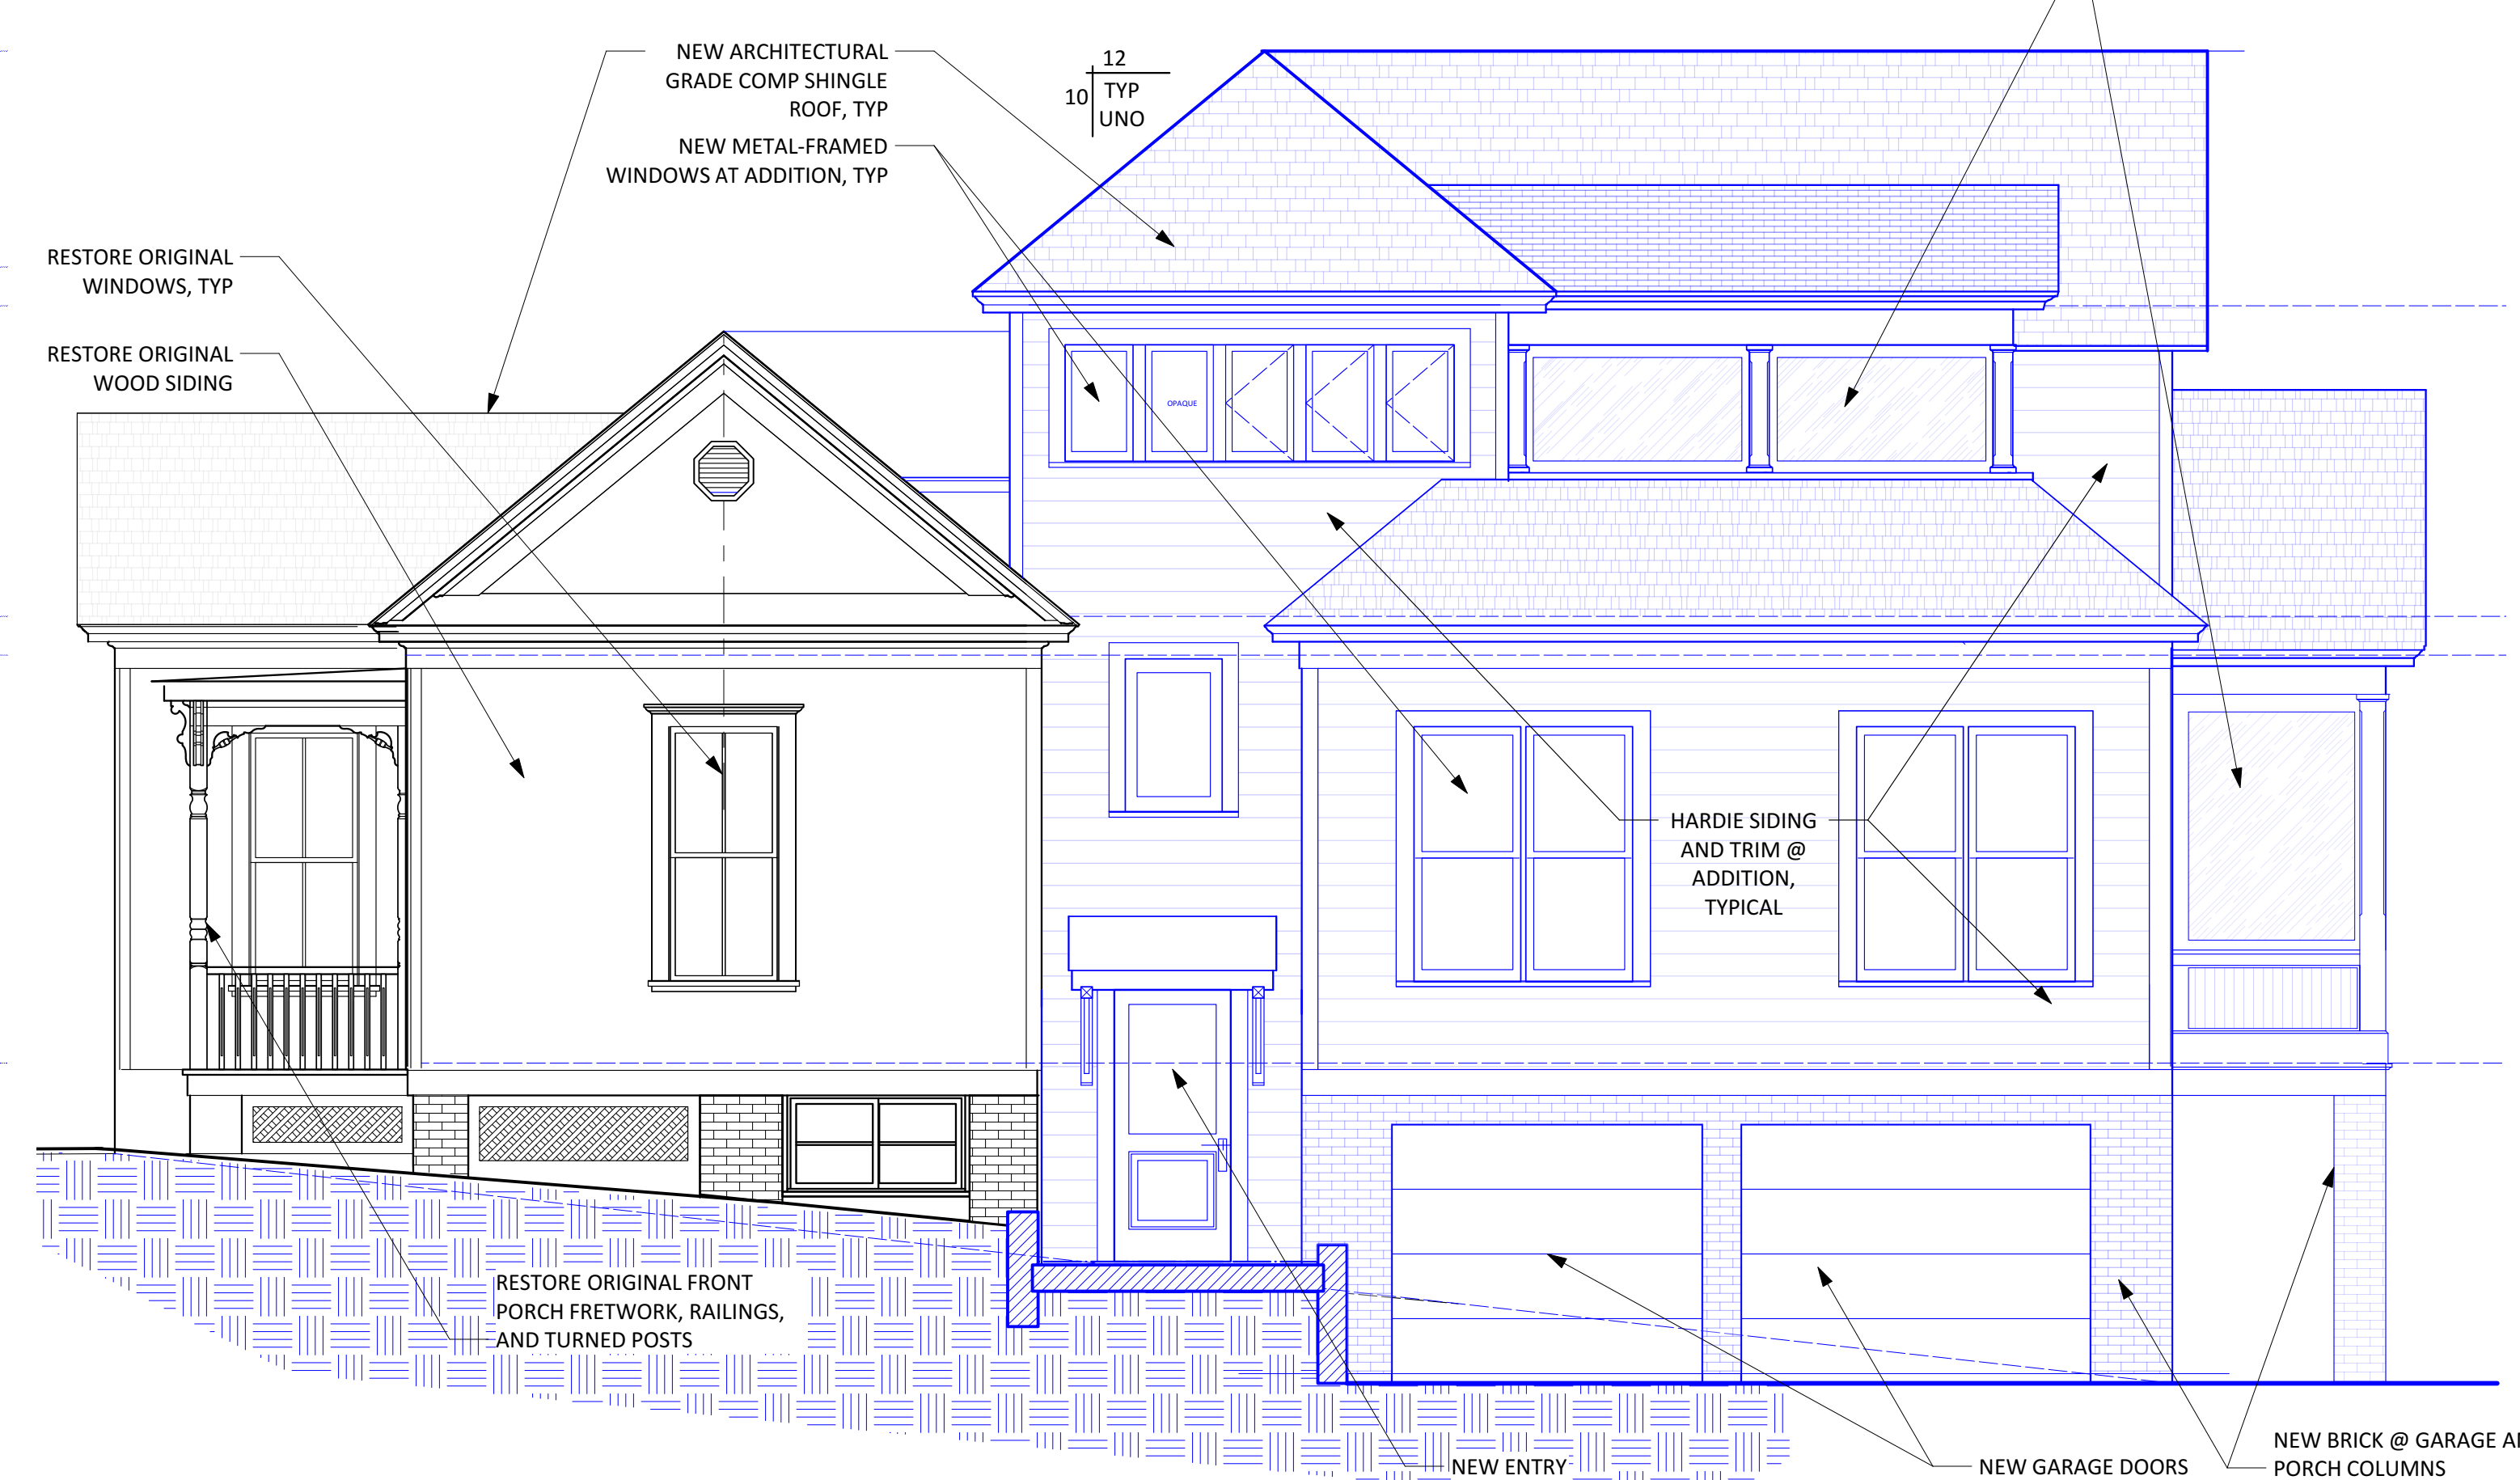 NEW ARCHITECTURAL
GRADE COMP SHINGLE
ROOF, TYP
12
10
TYP
UNO
NEW METAL-FRAMED
WINDOWS AT ADDITION, TYP
RESTORE ORIGINAL
WINDOWS, TYP
RESTORE ORIGINAL
WOOD SIDING
OPAQUE
HARDIE SIDING
AND TRIM @
ADDITION,
TYPICAL
RESTORE ORIGINAL FRONT
PORCH FRETWORK, RAILINGS,
AND TURNED POSTS
NEW ENTRY
NEW GARAGE DOORS
NEW BRICK @ GARAGE
PORCH COLUMNS